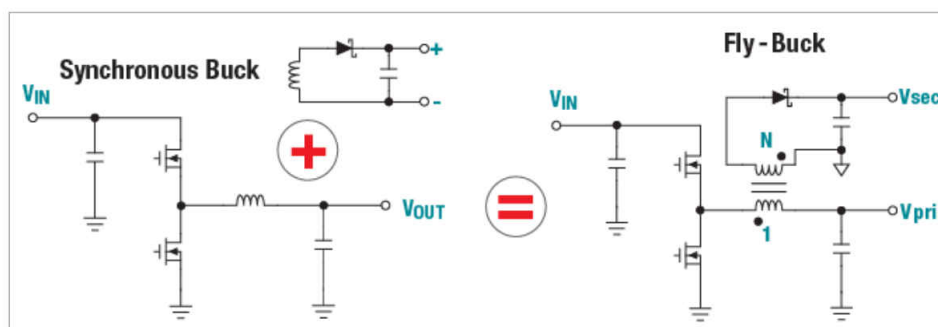 Synchronous Buck
+
-
VIN
+
VOUT
=
Fly-Buck
VIN
Vsec
N
Vpri
1